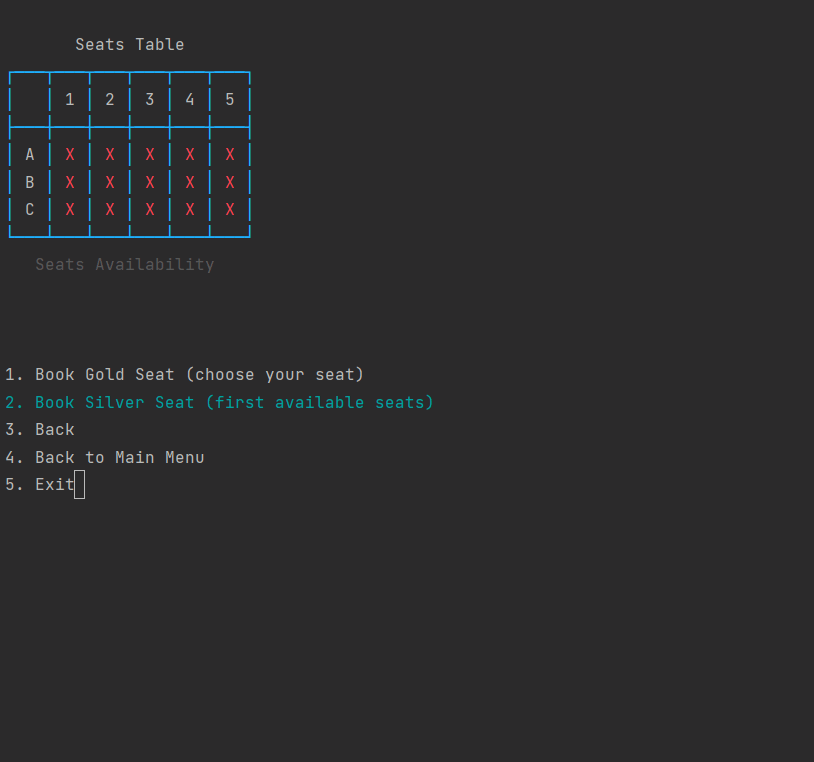 Seats Table
1 2 3 4 5
A X X X X X
B X X X X X
C X X X X X
Seats Availability
1. Book Gold Seat (choose your seat)
2. Book Silver Seat (first available seats)
3. Back
4. Back to Main Menu
5. Exit